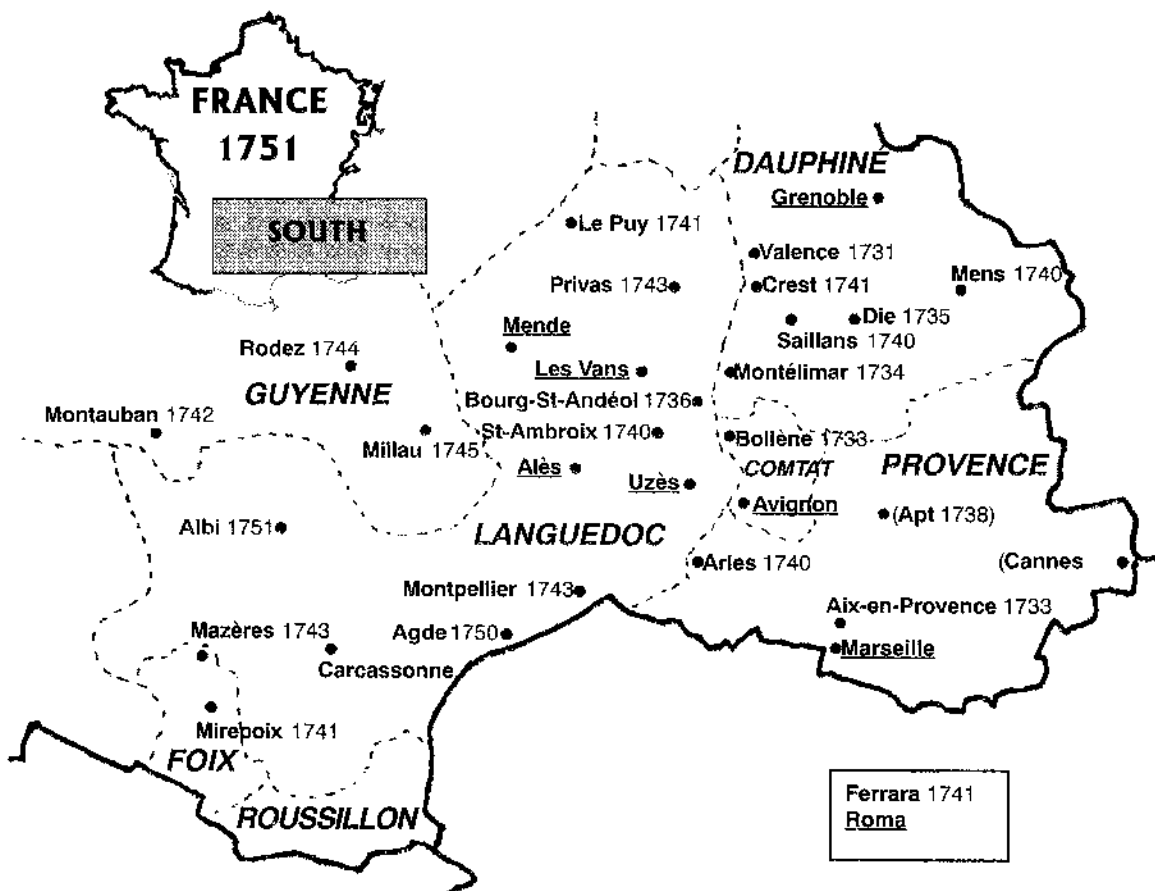 FRANCE
1751
SOUTH
DAUPHINÉ
Grenoble
Le Puy 1741
Valence 1731
Privas 1743
Crest 1741
Mens 1740
Mende
Die 1735
Saillans 1740
Rodez 1744
Les Vans
Montélimar 1734
GUYENNE
Bourg-St-Andéol 1736
Montauban 1742
Millau 1745
St-Ambroix 1740
Bollène 1733
COMTAT
PROVENCE
Alès
Uzès
Avignon
(Apt 1738)
Albi 1751
LANGUEDOC
Arles 1740
(Cannes
Montpellier 1743
Aix-en-Provence 1733
Mazères 1743
Agde 1750
Marseille
Carcassonne
Mirepoix 1741
FOIX
ROUSSILLON
Ferrara 1741
Roma